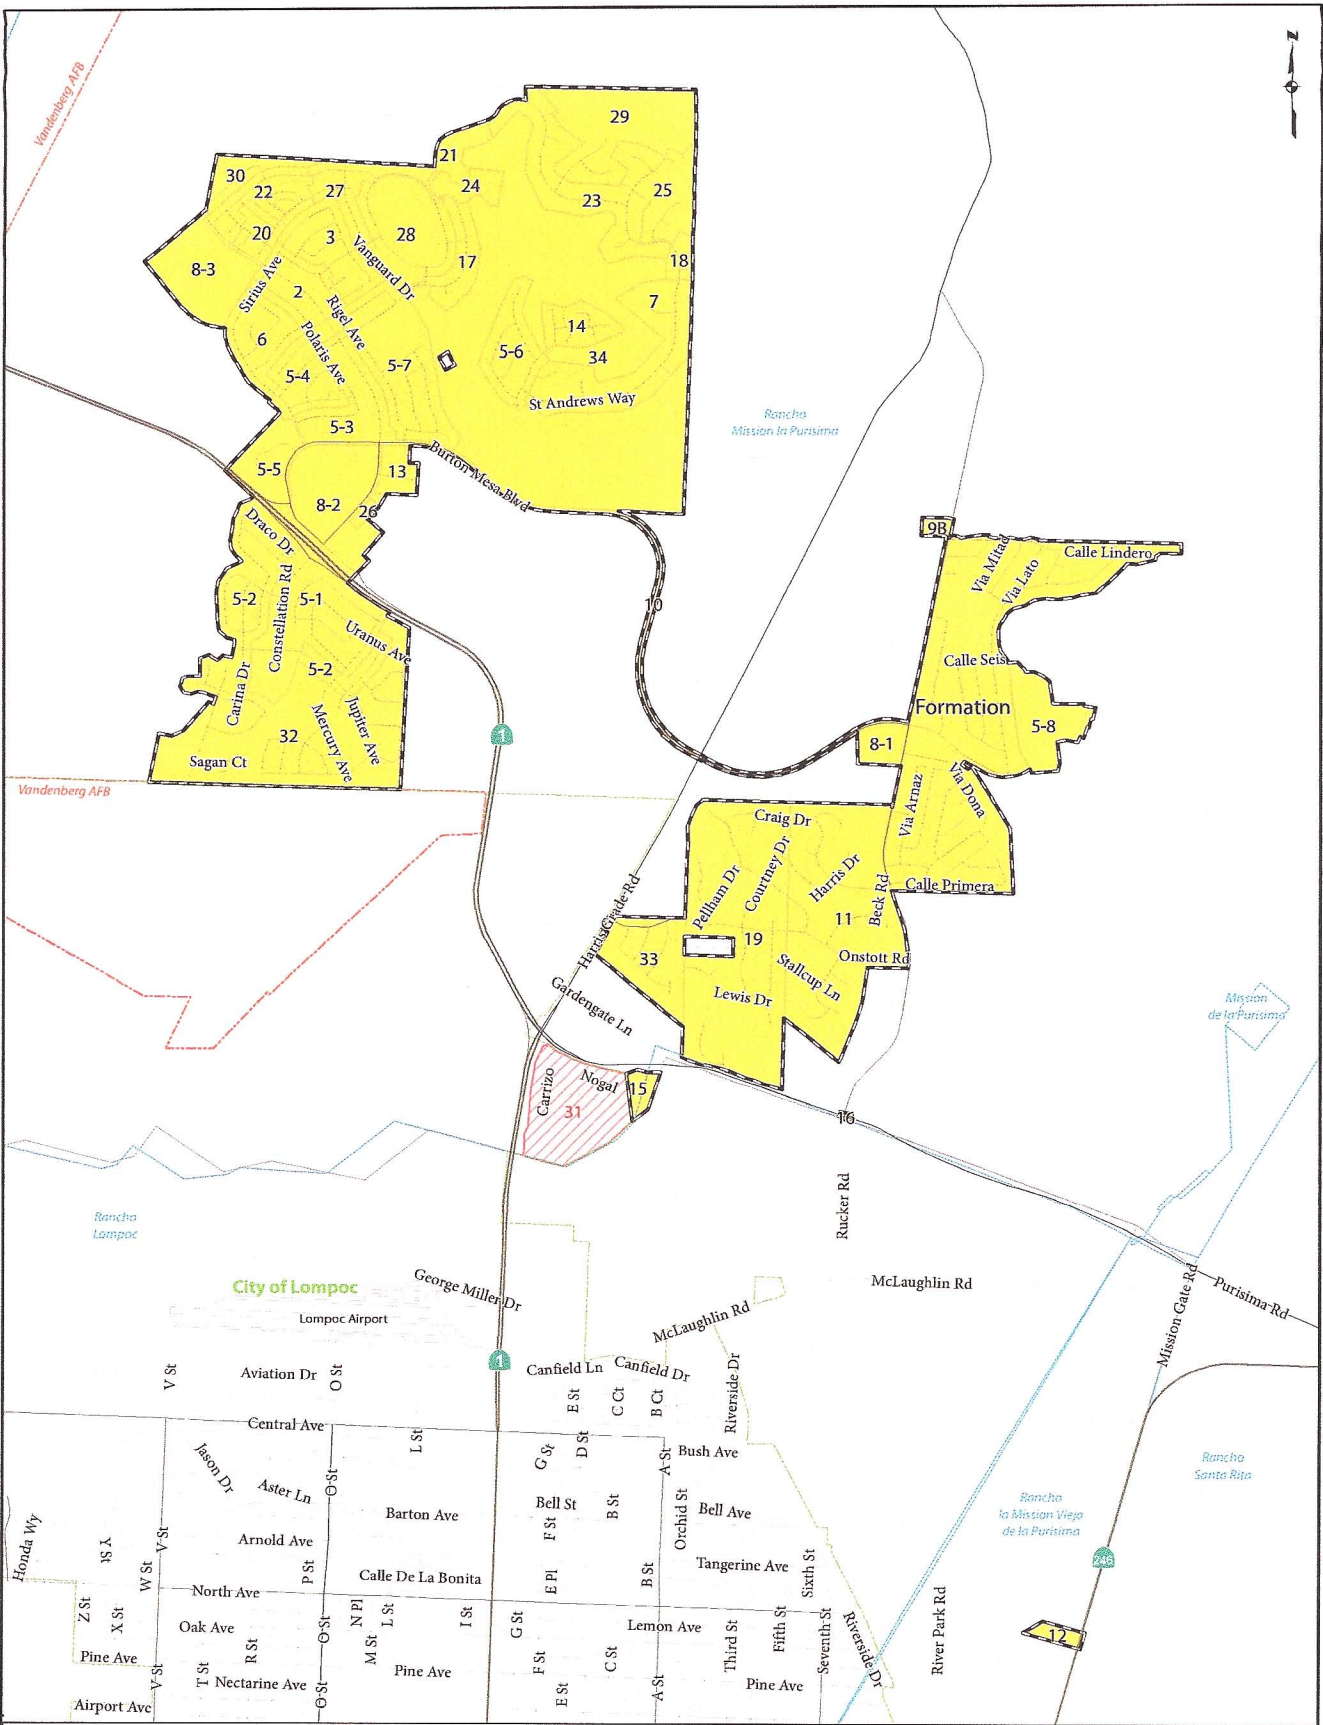 Vandenberg AFB
z
29
21
30
22
27
24
25
23
20
3
28
Vanguard Dr
17
18
8-3
Sirius Ave
2
7
Rigel Ave
14
6
Polaris Ave
5-6
34
5-7
5-4
St Andrews Way
Rancho
Mission la Purisima
5-3
5-5
13
Burton Mesa Blvd
8-2
26
Draco Dr
9B
Via Mitad
Calle Lindero
Via Lato
5-2
Constellation Rd
5-1
10
Uranus Ave
Calle Seis
5-2
Carina Dr
Jupiter Ave
Mercury Ave
Formation
5-8
32
1
8-1
Sagan Ct
Vandenberg AFB
Via Arnaz
Via Dona
Craig Dr
Pellham Dr
Courtney Dr
Harris Dr
Beck Rd
Calle Primera
Harris Grade Rd
11
19
33
Onstott Rd
Stallcup Ln
Lewis Dr
Gardengate Ln
Mission
de la Purisima
Carrizo
Nogal
15
31
16
Rucker Rd
Rancho
Lompoc
City of Lompoc
George Miller Dr
McLaughlin Rd
Lompoc Airport
McLaughlin Rd
Mission Gate Rd
Purisima Rd
V St
Aviation Dr
O St
1
Canfield Ln
Canfield Dr
E St
C Ct
B Ct
Riverside Dr
Central Ave
L St
G St
D St
A St
Bush Ave
Jason Dr
Aster Ln
O St
Rancho
Santa Rita
Barton Ave
Bell St
B St
Orchid St
Bell Ave
Rancho
la Mission Vieja
de la Purisima
Honda Wy
Y St
V St
Arnold Ave
F St
Tangerine Ave
Sixth St
246
W St
P St
Calle De La Bonita
E Pl
B St
North Ave
Z St
X St
Oak Ave
O St
N Pl
L St
I St
G St
Lemon Ave
Third St
Fifth St
Seventh St
Riverside Dr
River Park Rd
12
Pine Ave
R St
M St
Pine Ave
F St
C St
V St
T St
Nectarine Ave
O St
E St
A St
Pine Ave
Airport Ave